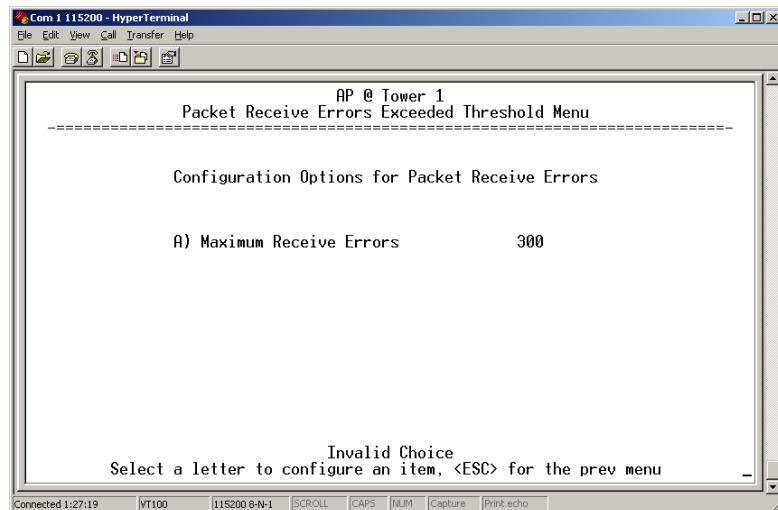 Com 1 115200 - HyperTerminal
File Edit View Call Transfer Help
AP @ Tower 1
Packet Receive Errors Exceeded Threshold Menu
-==========================================================================-
Configuration Options for Packet Receive Errors
A) Maximum Receive Errors 300
Invalid Choice
Select a letter to configure an item, <ESC> for the prev menu
Connected 1:27:19 VT100 115200 8-N-1 SCROLL CAPS NUM Capture Print echo